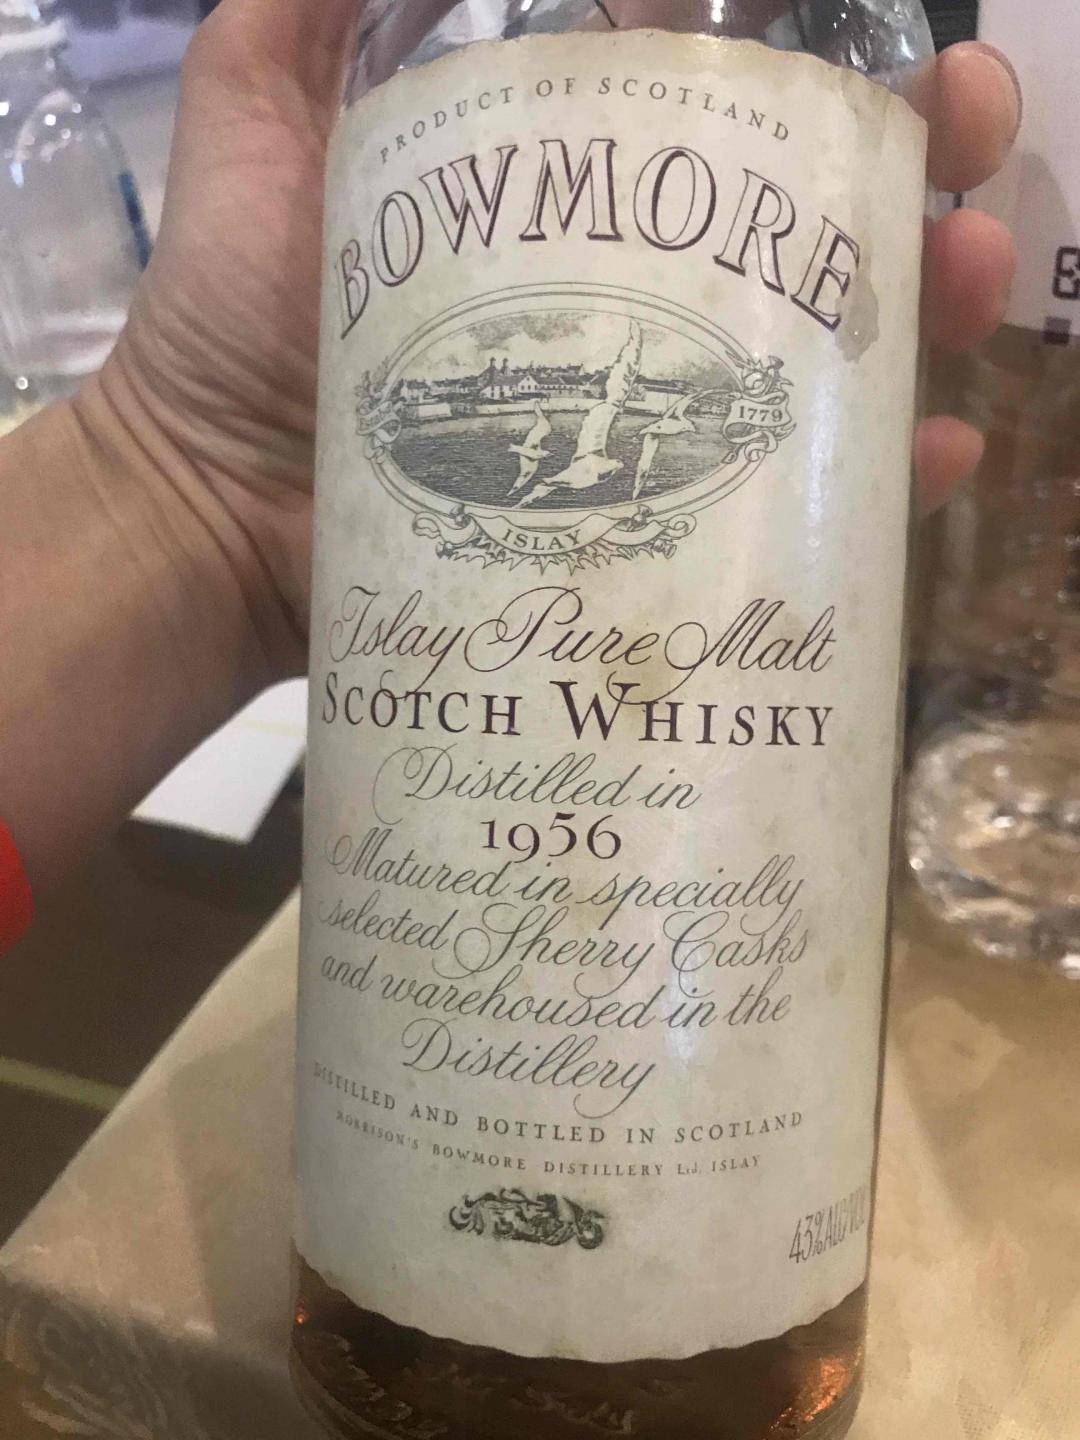 PRODUCT OF SCOTLAND
BOWMORE
1779
ISLAY
Islay Pure Malt
SCOTCH WHISKY
Distilled in
1956
Matured in specially
selected Sherry Casks
and warehoused in the
Distillery
DISTILLED AND BOTTLED IN SCOTLAND
MORRISON'S BOWMORE DISTILLERY Ltd. ISLAY
43%ALC/VOL